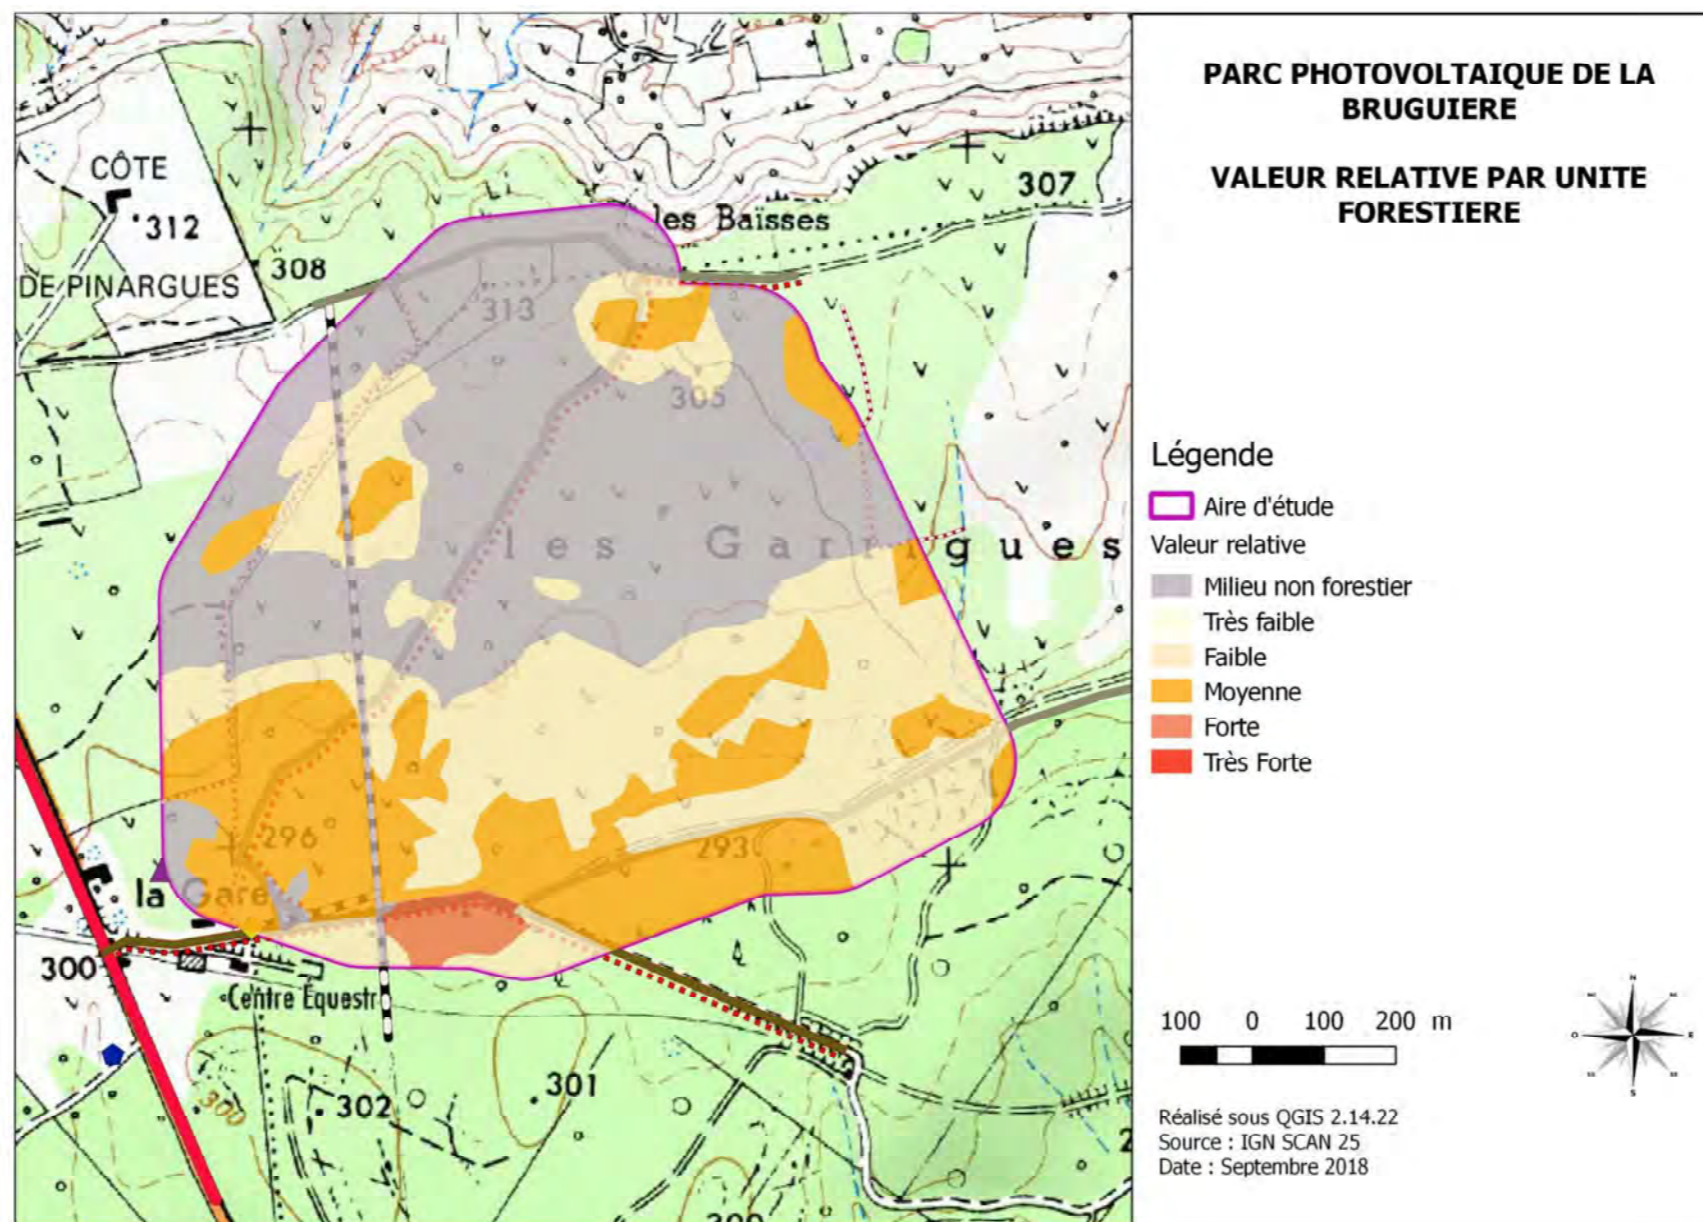 PARC PHOTOVOLTAIQUE DE LA
BRUGUIERE
VALEUR RELATIVE PAR UNITE
FORESTIERE
CÔTE
312
DE PINARGUES
308
307
les Baïsses
313
305
les Garrigues
296
293
la Gare
300
Centre Equestr
300
302
301
Légende
Aire d'étude
Valeur relative
Milieu non forestier
Très faible
Faible
Moyenne
Forte
Très Forte
100 0 100 200 m
N
S
Réalisé sous QGIS 2.14.22
Source : IGN SCAN 25
Date : Septembre 2018